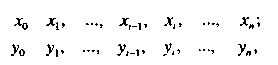 x₀ x₁, ..., xᵢ₋₁, xᵢ, ..., xₙ;
y₀ y₁, ..., yᵢ₋₁, yᵢ, ..., yₙ,